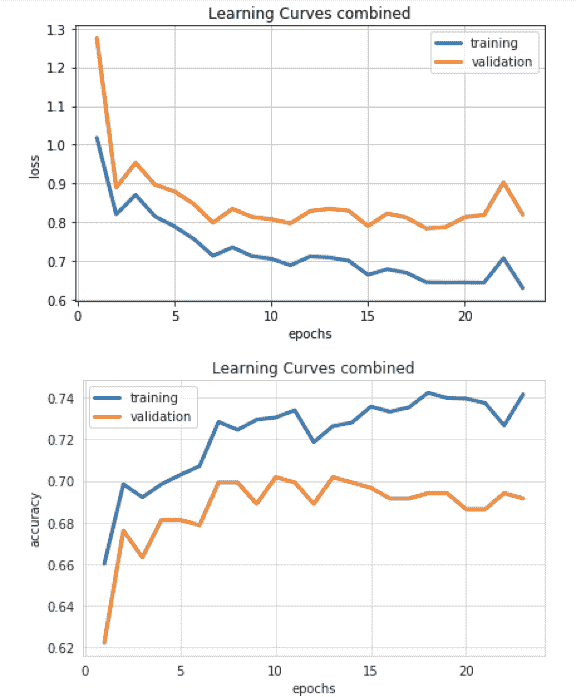 Learning Curves combined
1.3
1.2
1.1
1.0
0.9
0.8
0.7
0.6
loss
training
validation
0 5 10 15 20
epochs
Learning Curves combined
0.74
0.72
0.70
0.68
0.66
0.64
0.62
accuracy
training
validation
0 5 10 15 20
epochs